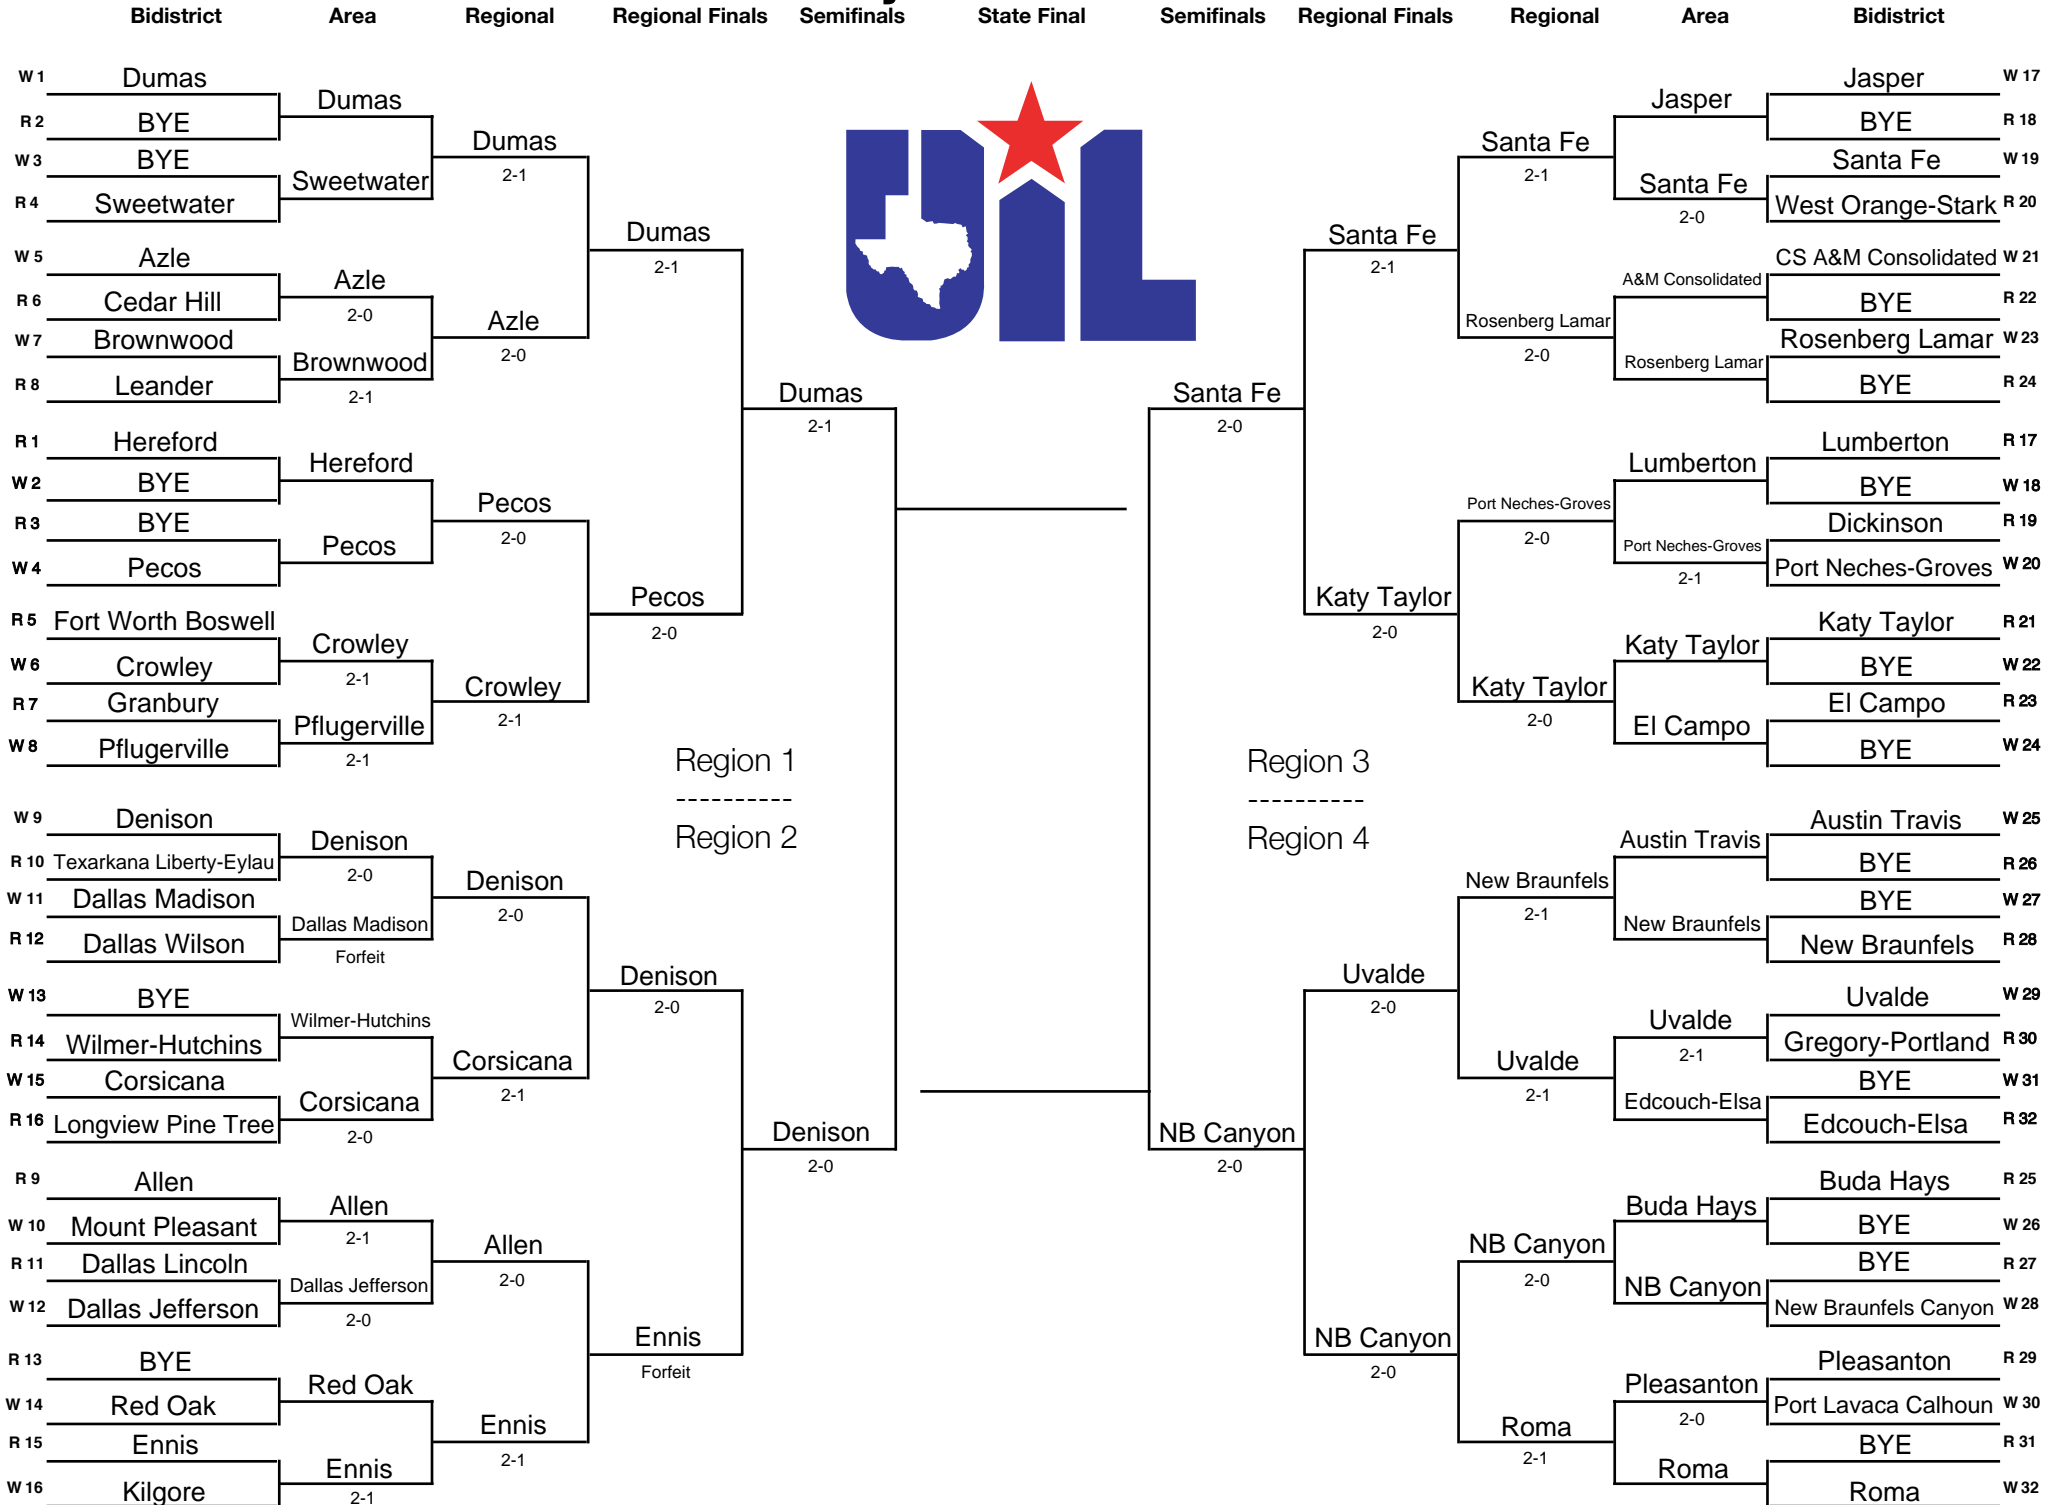 Bidistrict Area Regional Regional Finals Semifinals State Final Semifinals Regional Finals Regional Area Bidistrict
W 1 Dumas
R 2 BYE
W 3 BYE
R 4 Sweetwater
W 5 Azle
R 6 Cedar Hill
W 7 Brownwood
R 8 Leander
R 1 Hereford
W 2 BYE
R 3 BYE
W 4 Pecos
R 5 Fort Worth Boswell
W 6 Crowley
R 7 Granbury
W 8 Pflugerville
W 9 Denison
R 10 Texarkana Liberty-Eylau
W 11 Dallas Madison
R 12 Dallas Wilson
W 13 BYE
R 14 Wilmer-Hutchins
W 15 Corsicana
R 16 Longview Pine Tree
R 9 Allen
W 10 Mount Pleasant
R 11 Dallas Lincoln
W 12 Dallas Jefferson
R 13 BYE
W 14 Red Oak
R 15 Ennis
W 16 Kilgore
Dumas
Sweetwater
Azle
2-0
Brownwood
2-1
Hereford
Pecos
Crowley
2-1
Pflugerville
2-1
Denison
2-0
Dallas Madison
Forfeit
Wilmer-Hutchins
Corsicana
2-0
Allen
2-1
Dallas Jefferson
2-0
Red Oak
Ennis
2-1
Dumas
2-1
Azle
2-0
Pecos
2-0
Crowley
2-1
Denison
2-0
Corsicana
2-1
Allen
2-0
Ennis
2-1
Dumas
2-1
Pecos
2-0
Region 1
----------
Region 2
Denison
2-0
Ennis
Forfeit
Dumas
2-1
Denison
2-0
UIL
Santa Fe
2-0
NB Canyon
2-0
Santa Fe
2-1
Katy Taylor
2-0
Region 3
----------
Region 4
Uvalde
2-0
NB Canyon
2-0
Santa Fe
2-1
Rosenberg Lamar
2-0
Port Neches-Groves
2-0
Katy Taylor
2-0
New Braunfels
2-1
Uvalde
2-1
NB Canyon
2-0
Roma
2-1
Jasper
Santa Fe
2-0
A&M Consolidated
Rosenberg Lamar
Lumberton
Port Neches-Groves
2-1
Katy Taylor
El Campo
Austin Travis
New Braunfels
Uvalde
2-1
Edcouch-Elsa
Buda Hays
NB Canyon
Pleasanton
2-0
Roma
Jasper W 17
BYE R 18
Santa Fe W 19
West Orange-Stark R 20
CS A&M Consolidated W 21
BYE R 22
Rosenberg Lamar W 23
BYE R 24
Lumberton R 17
BYE W 18
Dickinson R 19
Port Neches-Groves W 20
Katy Taylor R 21
BYE W 22
El Campo R 23
BYE W 24
Austin Travis W 25
BYE R 26
BYE W 27
New Braunfels R 28
Uvalde W 29
Gregory-Portland R 30
BYE W 31
Edcouch-Elsa R 32
Buda Hays R 25
BYE W 26
BYE R 27
New Braunfels Canyon W 28
Pleasanton R 29
Port Lavaca Calhoun W 30
BYE R 31
Roma W 32